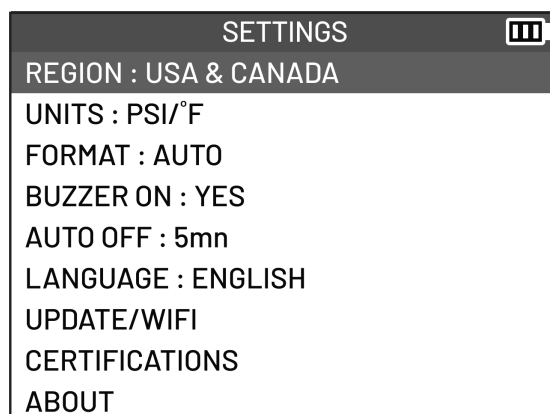 SETTINGS
REGION : USA & CANADA
UNITS : PSI/°F
FORMAT : AUTO
BUZZER ON : YES
AUTO OFF : 5mn
LANGUAGE : ENGLISH
UPDATE/WIFI
CERTIFICATIONS
ABOUT